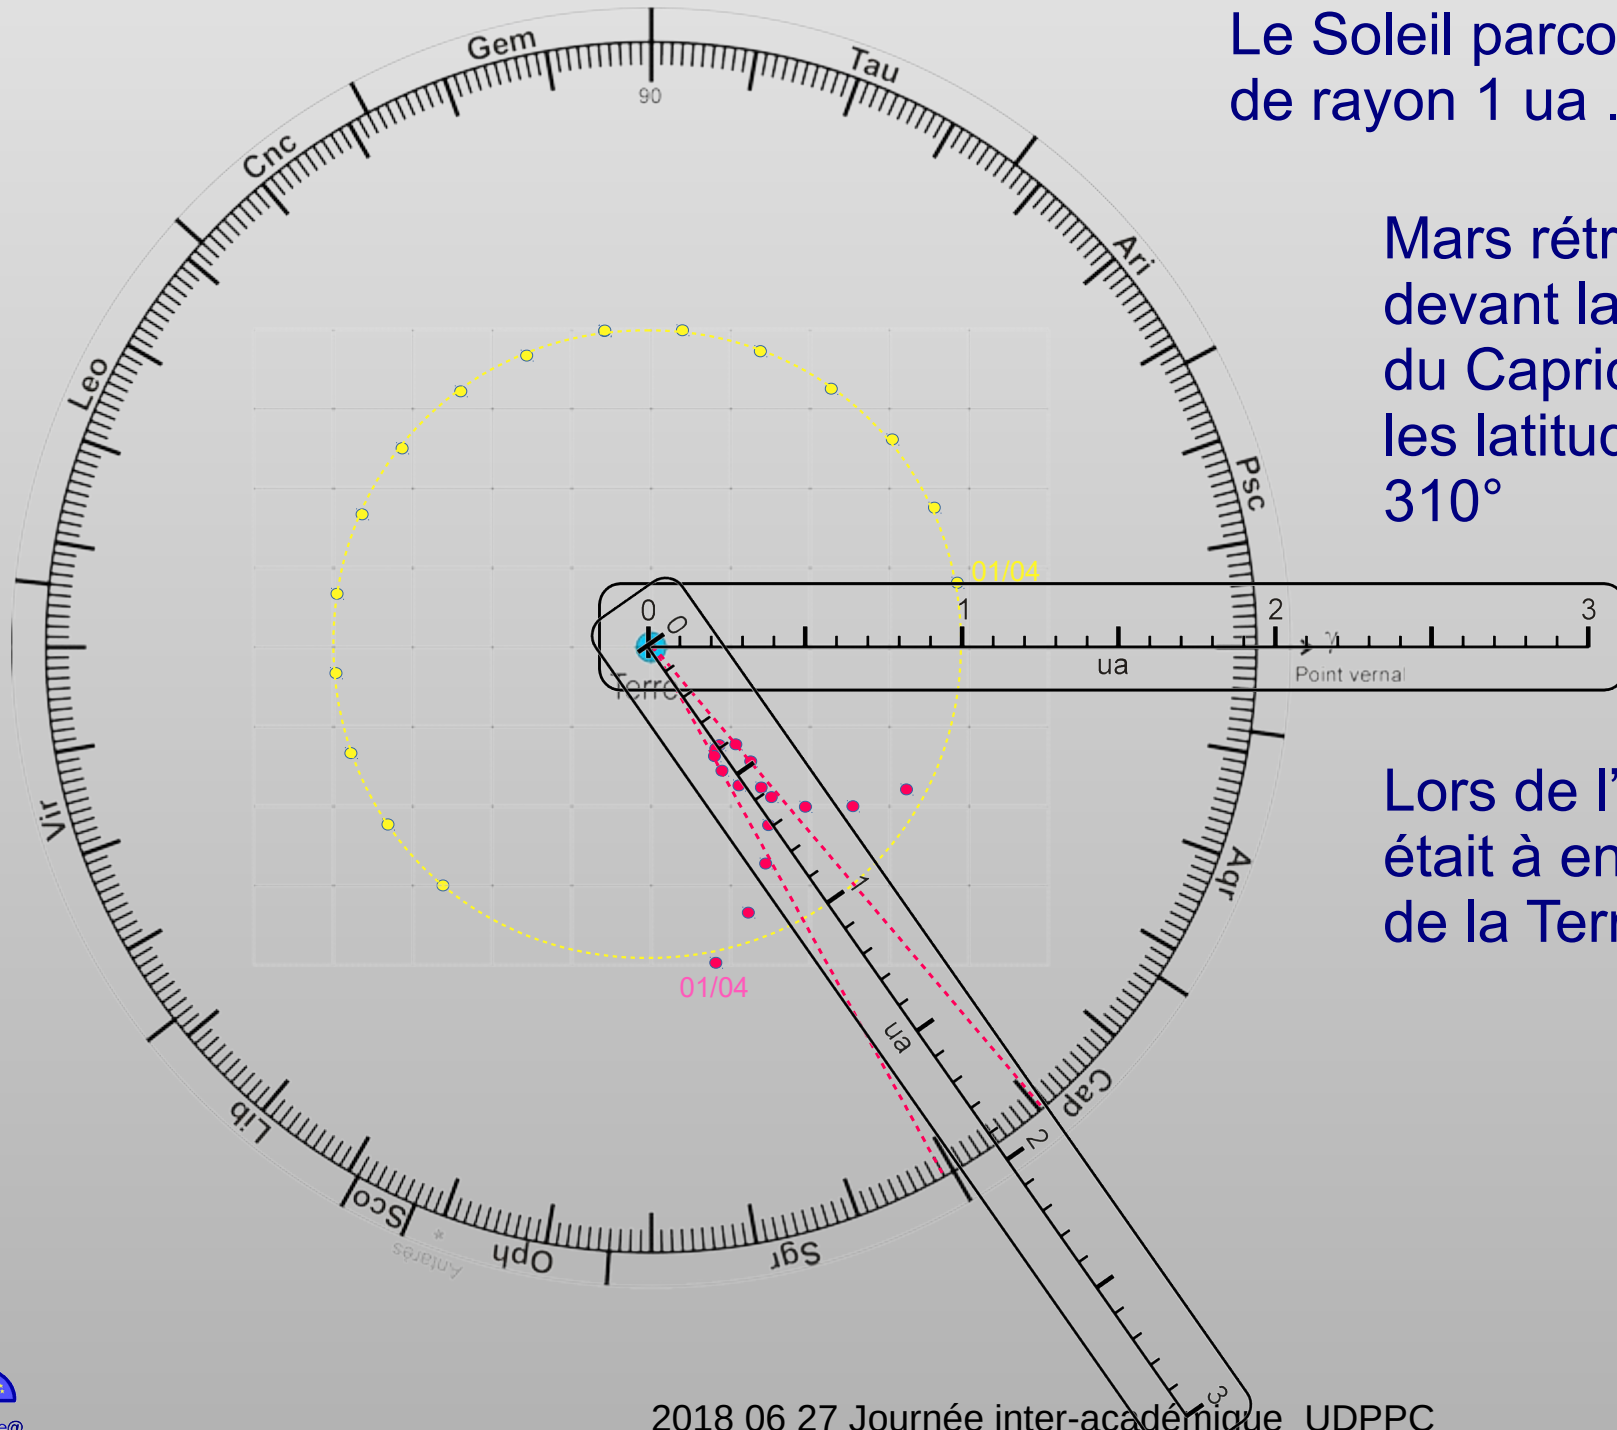 Le Soleil parco
de rayon 1 ua .
Mars rétr
devant la
du Capric
les latitud
310°
Lors de l’
était à en
de la Terr
Gem
Tau
90
Cnc
Ari
Leo
Psc
01/04
0
1
2
3
0
γ
ua
Point vernal
Terre
Vir
Aqr
1
01/04
ua
Cap
2
Lib
Sco
Antarès
Oph
Sgr
3
2018 06 27 Journée inter-académique UDPPC